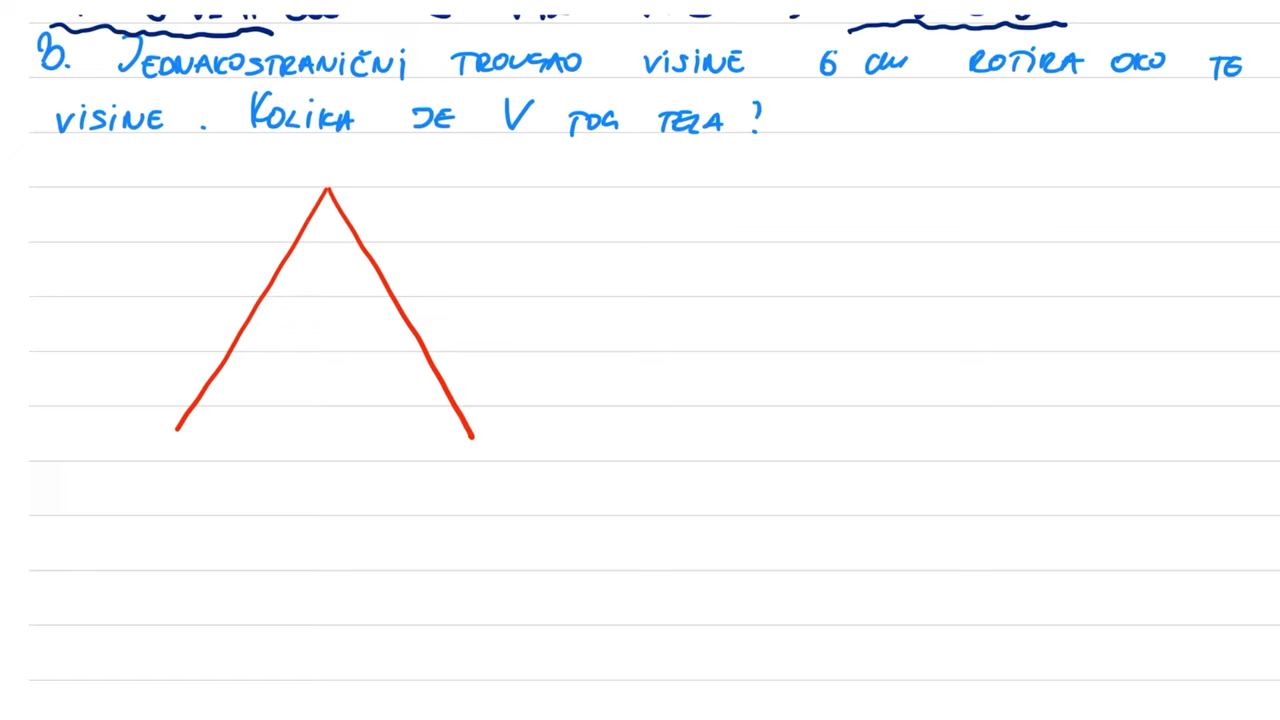 8. JEDNAKOSTRANIČNI TROUGAO VISINE 6 cm ROTIRA OKO TE
VISINE. KOLIKA JE V TOG TELA?